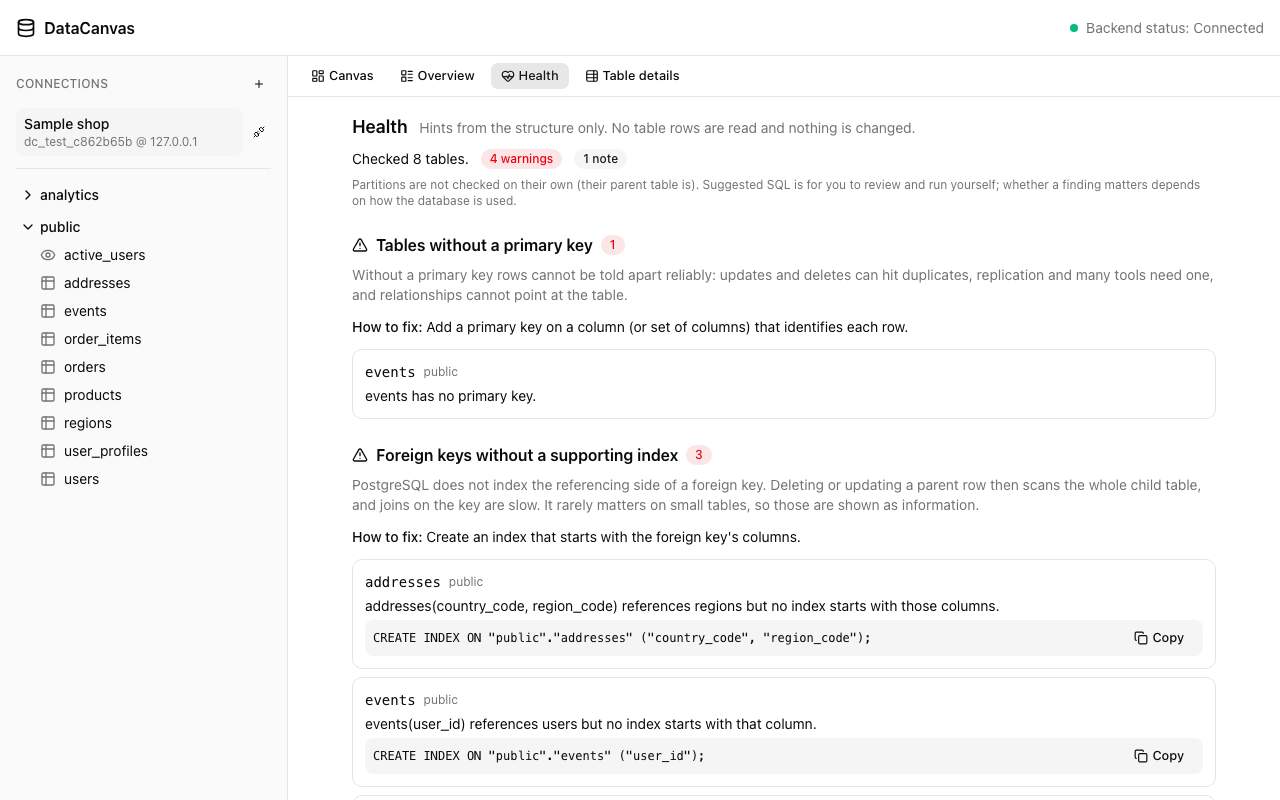 DataCanvas
Backend status: Connected
CONNECTIONS
Sample shop
dc_test_c862b65b @ 127.0.0.1
analytics
public
active_users
addresses
events
order_items
orders
products
regions
user_profiles
users
Canvas
Overview
Health
Table details
Health Hints from the structure only. No table rows are read and nothing is changed.
Checked 8 tables. 4 warnings 1 note
Partitions are not checked on their own (their parent table is). Suggested SQL is for you to review and run yourself; whether a finding matters depends
on how the database is used.
Tables without a primary key 1
Without a primary key rows cannot be told apart reliably: updates and deletes can hit duplicates, replication and many tools need one,
and relationships cannot point at the table.
How to fix: Add a primary key on a column (or set of columns) that identifies each row.
events public
events has no primary key.
Foreign keys without a supporting index 3
PostgreSQL does not index the referencing side of a foreign key. Deleting or updating a parent row then scans the whole child table,
and joins on the key are slow. It rarely matters on small tables, so those are shown as information.
How to fix: Create an index that starts with the foreign key's columns.
addresses public
addresses(country_code, region_code) references regions but no index starts with those columns.
CREATE INDEX ON "public"."addresses" ("country_code", "region_code"); Copy
events public
events(user_id) references users but no index starts with that column.
CREATE INDEX ON "public"."events" ("user_id"); Copy